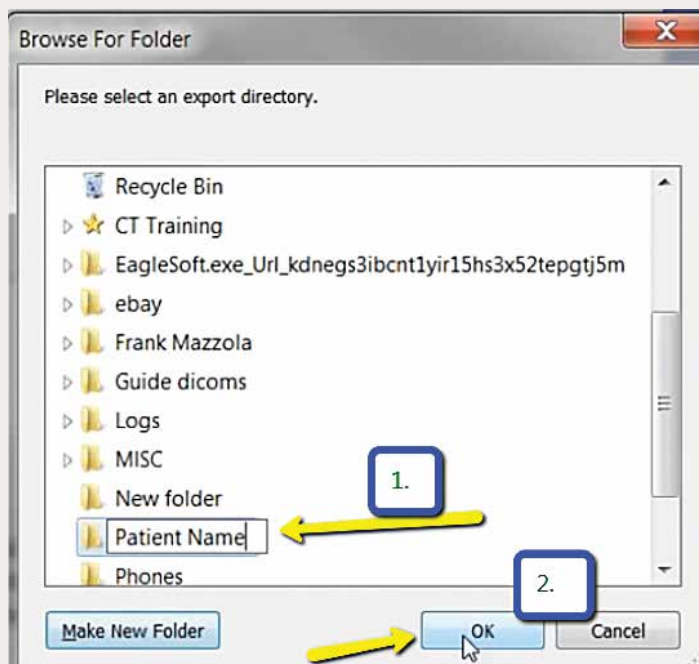 Browse For Folder
Please select an export directory.
Recycle Bin
CT Training
EagleSoft.exe_Url_kdnegs3ibcnt1yir15hs3x52tepgtj5m
ebay
Frank Mazzola
Guide dicoms
Logs
MISC
1.
New folder
Patient Name
2.
Phones
Make New Folder
OK
Cancel